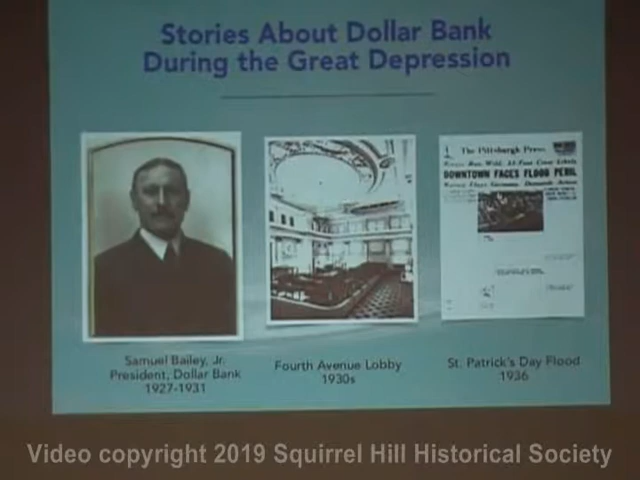 Stories About Dollar Bank
During the Great Depression
The Pittsburgh Press
DOWNTOWN FACES FLOOD PERIL
Samuel Bailey, Jr.
President, Dollar Bank
1927-1931
Fourth Avenue Lobby
1930s
St. Patrick's Day Flood
1936
Video copyright 2019 Squirrel Hill Historical Society